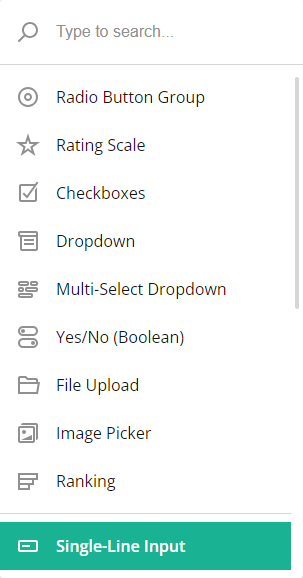 Type to search...
Radio Button Group
Rating Scale
Checkboxes
Dropdown
Multi-Select Dropdown
Yes/No (Boolean)
File Upload
Image Picker
Ranking
Single-Line Input